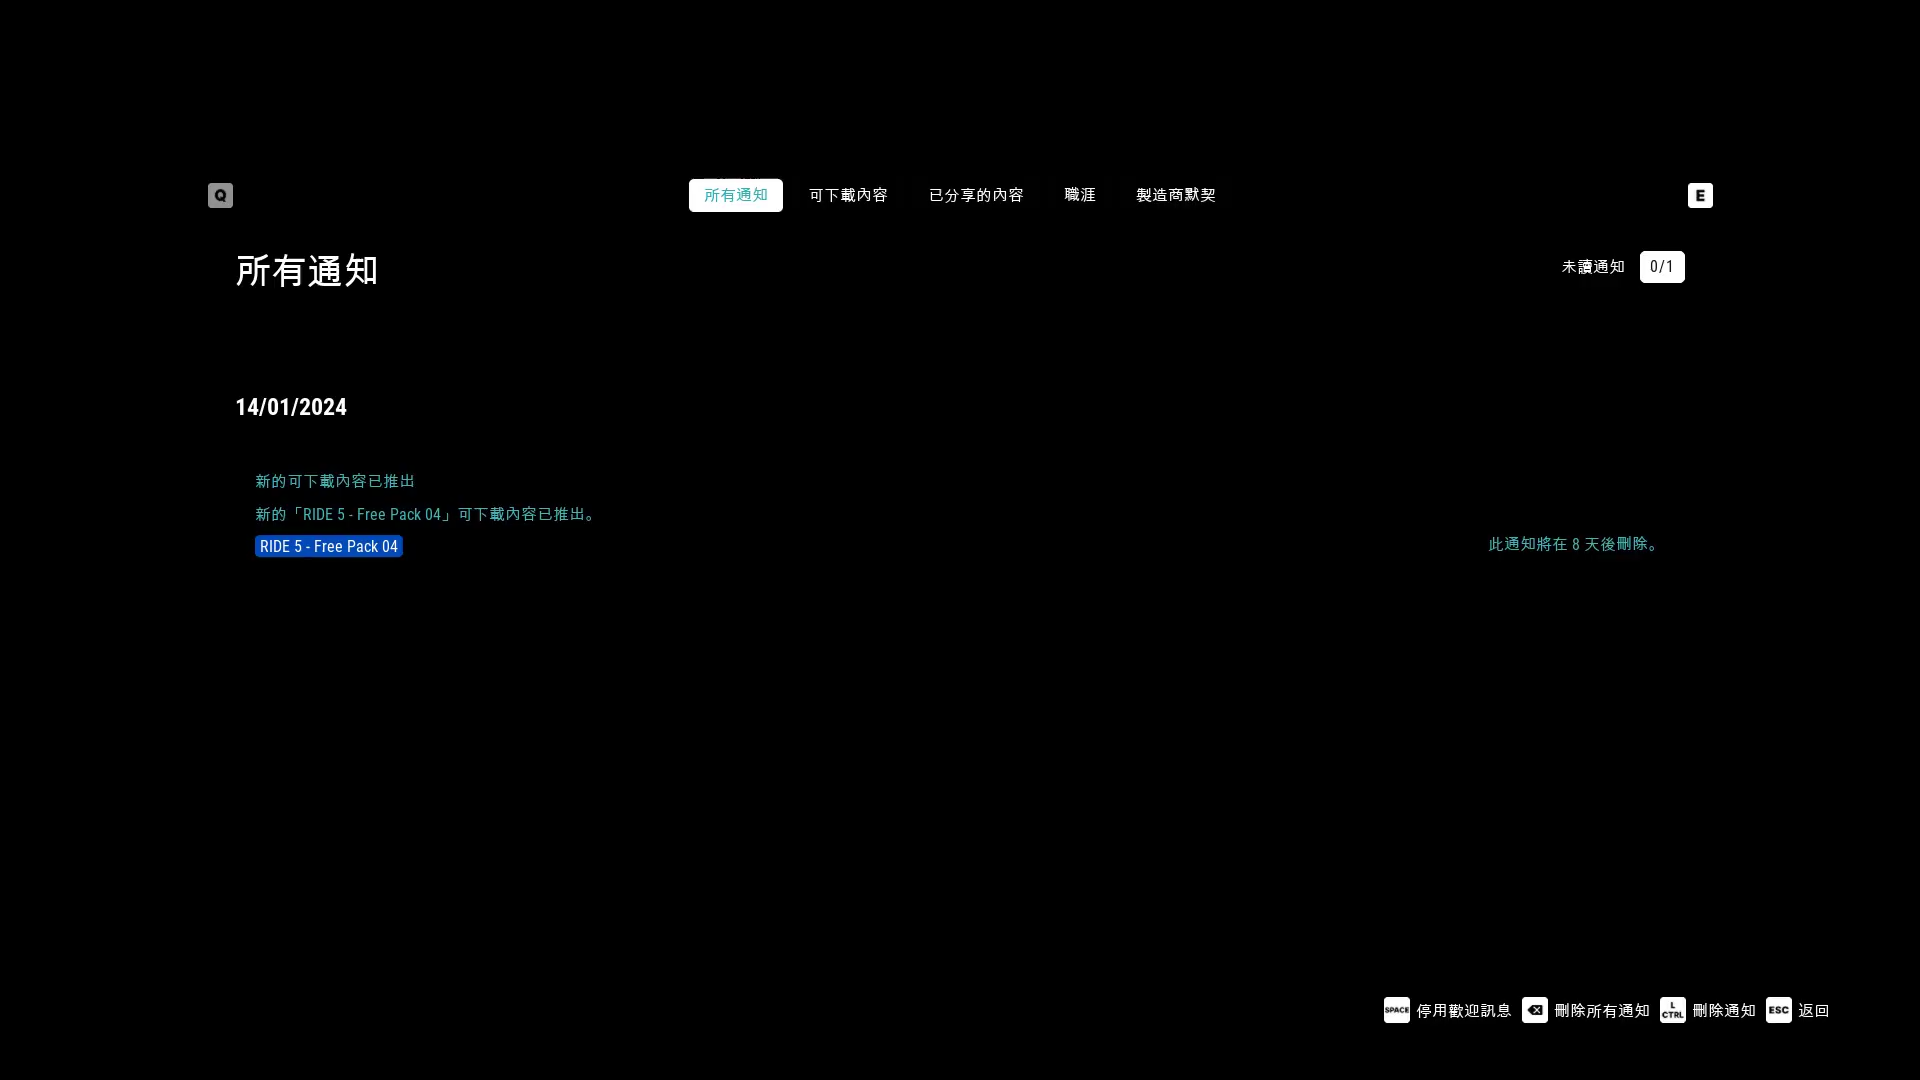 Q
所有通知
可下載內容
已分享的內容
職涯
製造商默契
E
所有通知
未讀通知 0/1
14/01/2024
新的可下載內容已推出
新的「RIDE 5 - Free Pack 04」可下載內容已推出。
RIDE 5 - Free Pack 04
此通知將在 8 天後刪除。
SPACE 停用歡迎訊息 刪除所有通知 L CTRL 刪除通知 ESC 返回